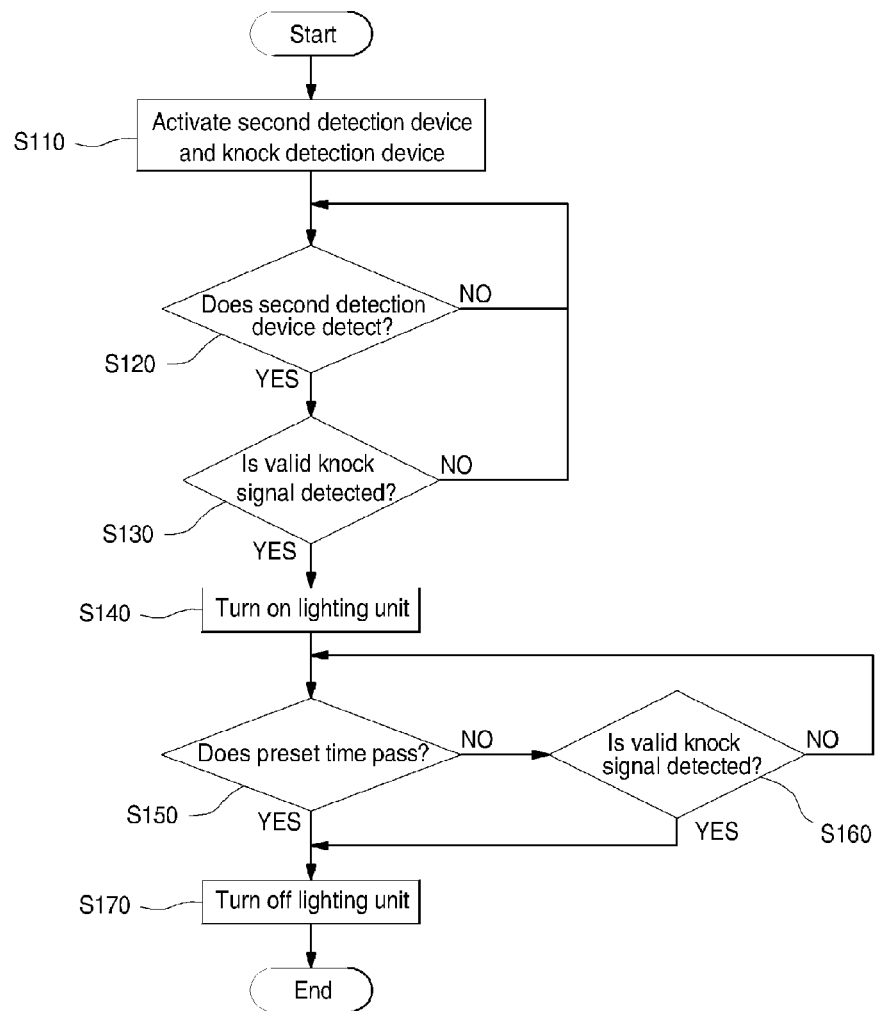 Start
S110
Activate second detection device
and knock detection device
Does second detection
device detect?
NO
S120
YES
Is valid knock
signal detected?
NO
S130
YES
S140
Turn on lighting unit
Does preset time pass?
NO
Is valid knock
signal detected?
NO
S150
YES
YES
S160
S170
Turn off lighting unit
End